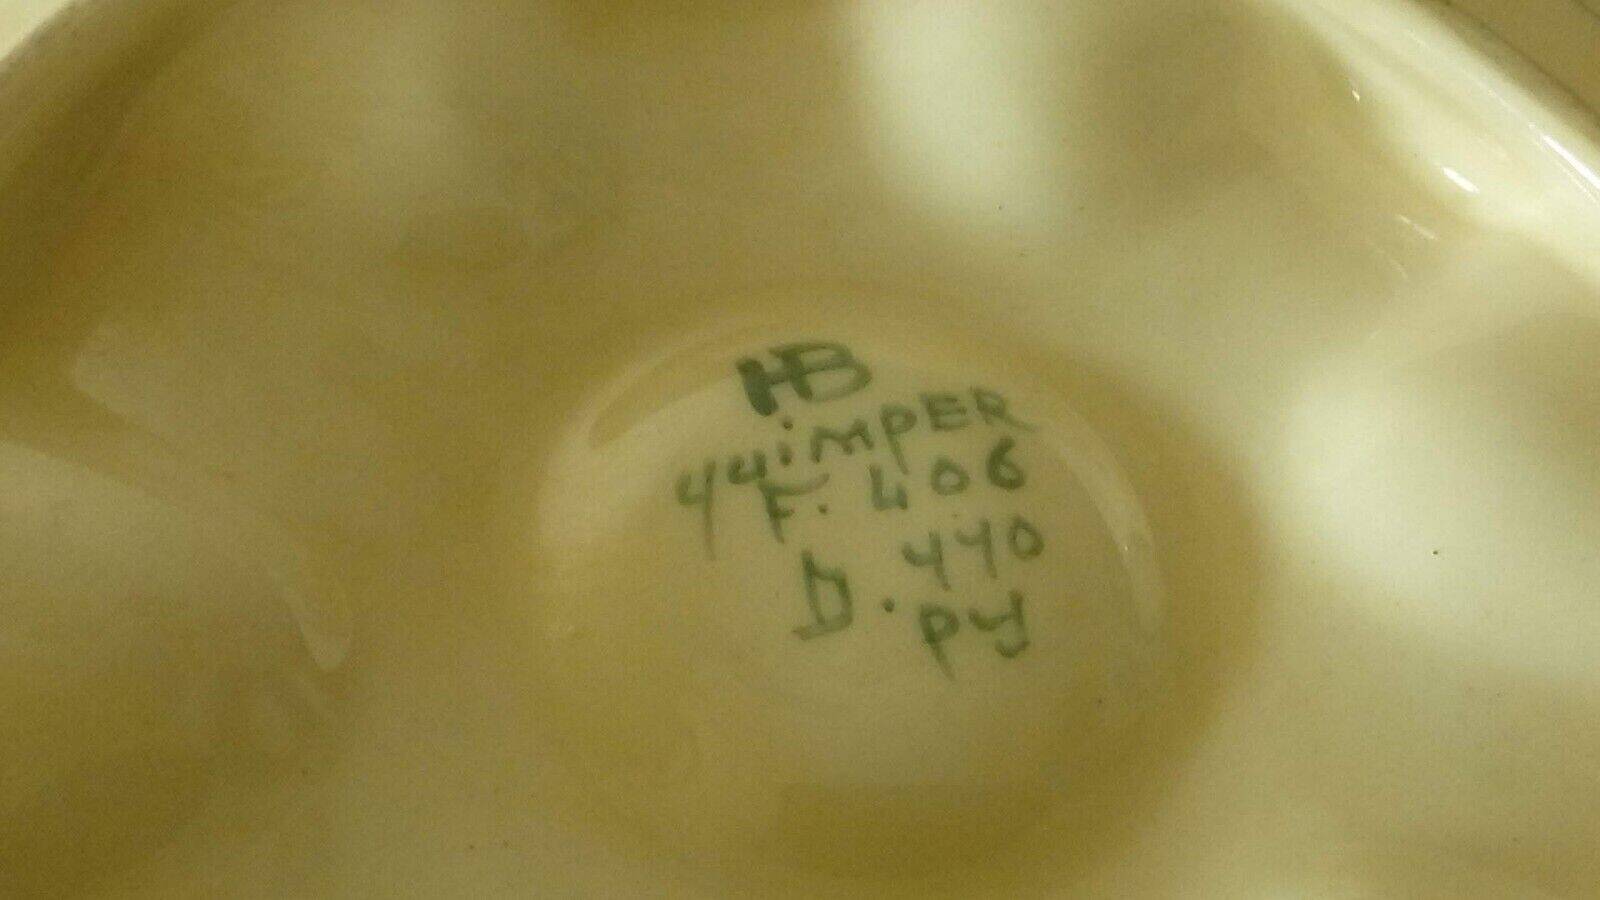 HB
quimPER
F. 406
D. 440
py